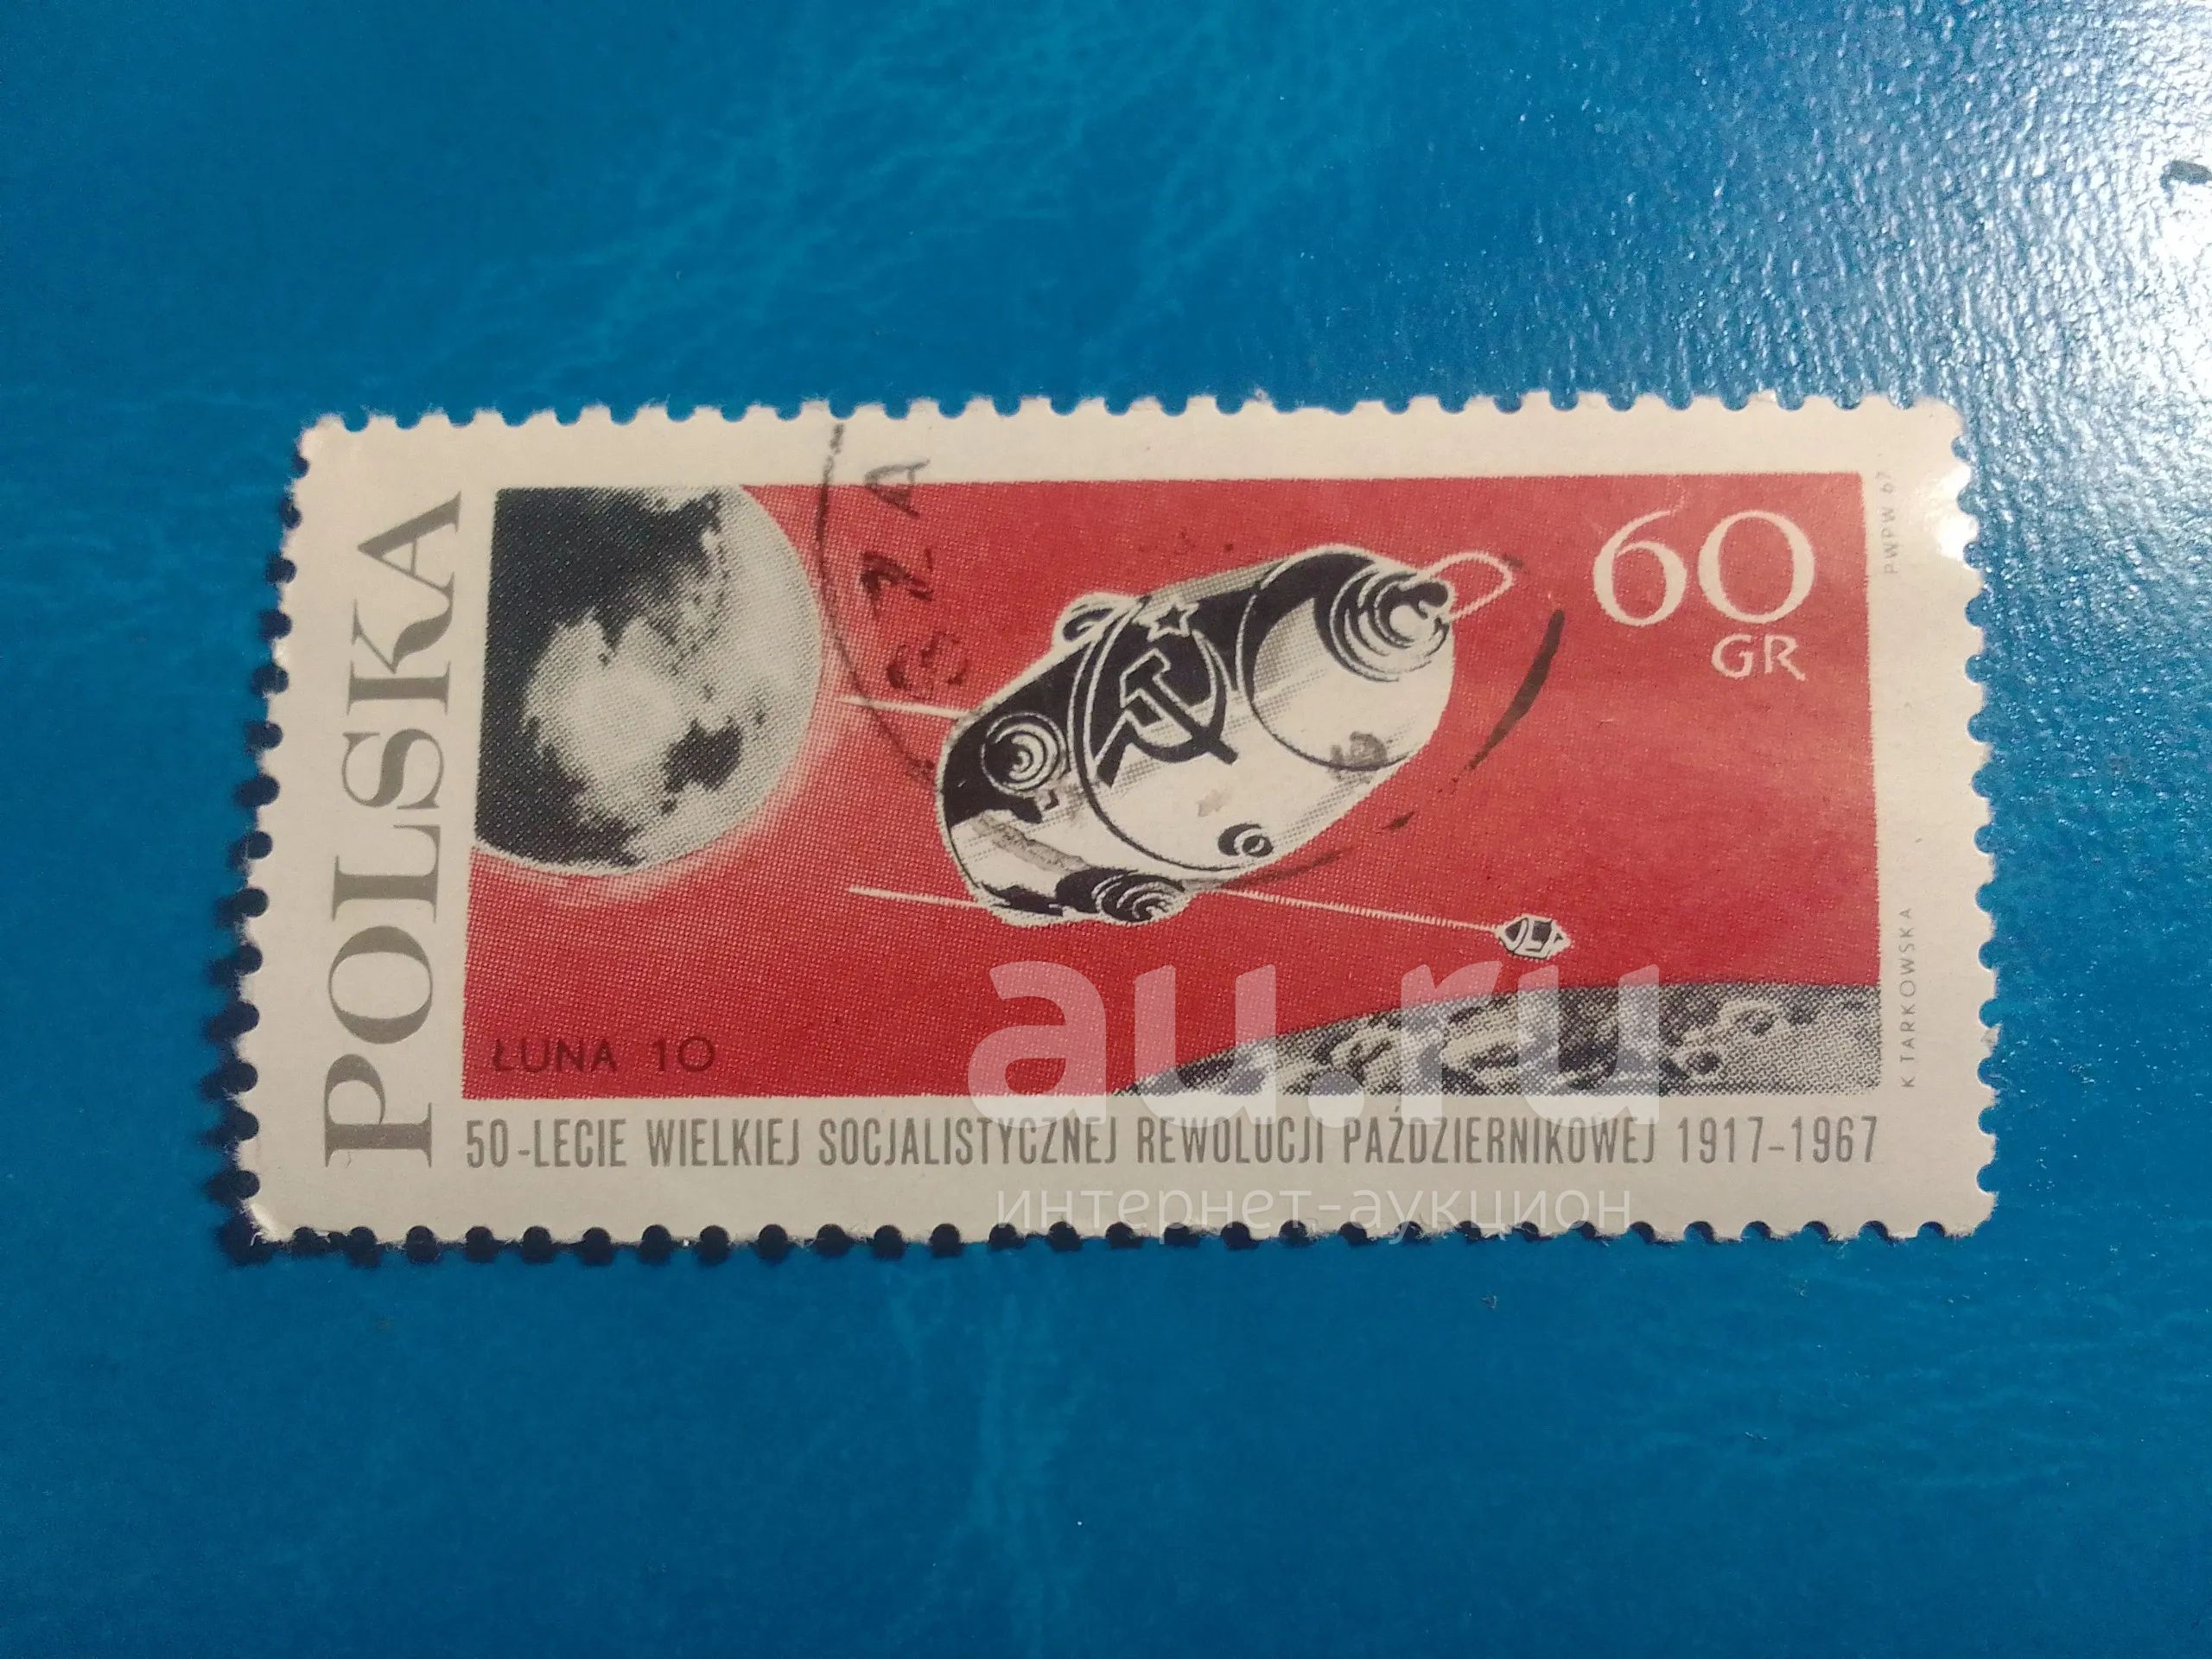 POLSKA
60
GR
PWPW 67
ŁUNA 10
K TARKOWSKA
50-LECIE WIELKIEJ SOCJALISTYCZNEJ REWOLUCJI PAŹDZIERNIKOWEJ 1917-1967
au.ru
интернет-аукцион